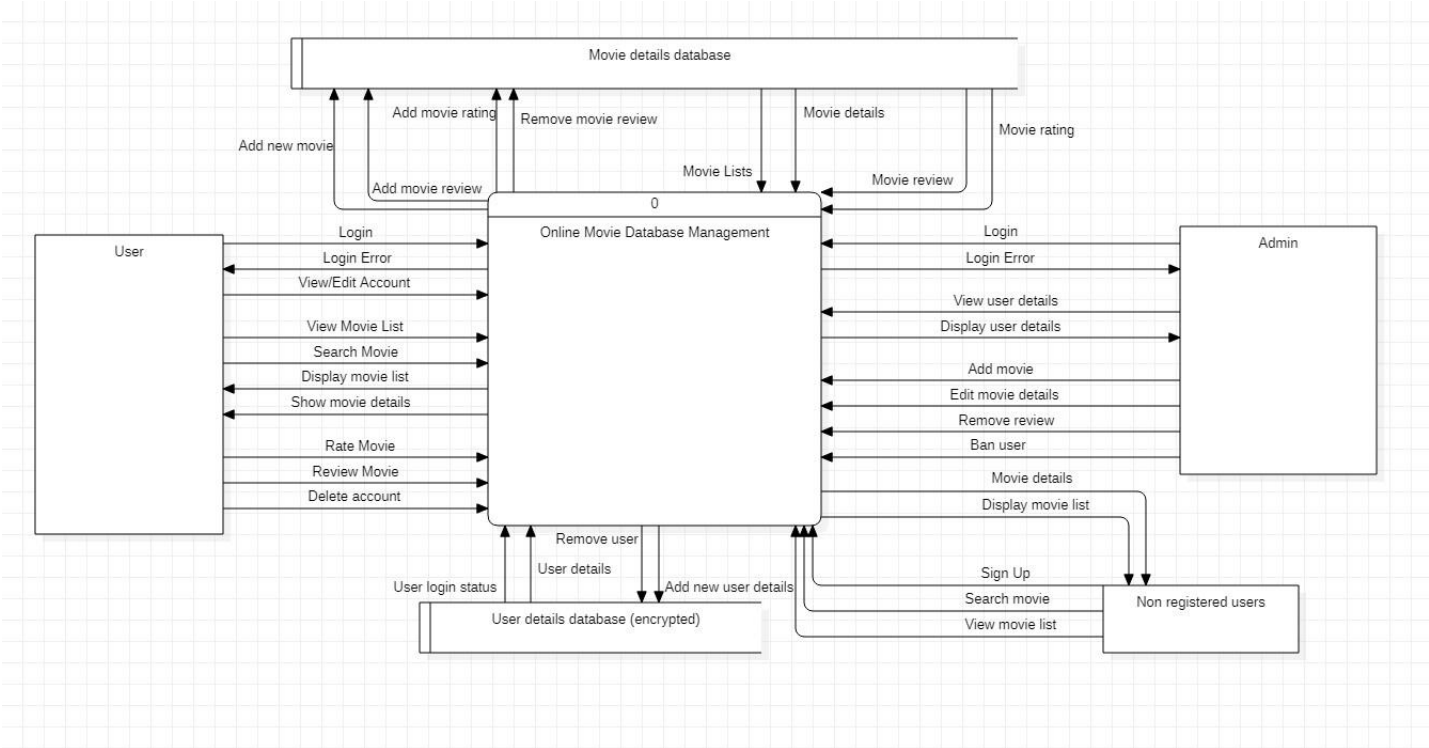 Movie details database
Add movie rating
Remove movie review
Movie details
Movie rating
Add new movie
Movie Lists
Movie review
Add movie review
0
Online Movie Database Management
User
Login
Login Error
View/Edit Account
View Movie List
Search Movie
Display movie list
Show movie details
Rate Movie
Review Movie
Delete account
Admin
Login
Login Error
View user details
Display user details
Add movie
Edit movie details
Remove review
Ban user
Movie details
Display movie list
Sign Up
Search movie
View movie list
Non registered users
Remove user
User details
User login status
Add new user details
User details database (encrypted)